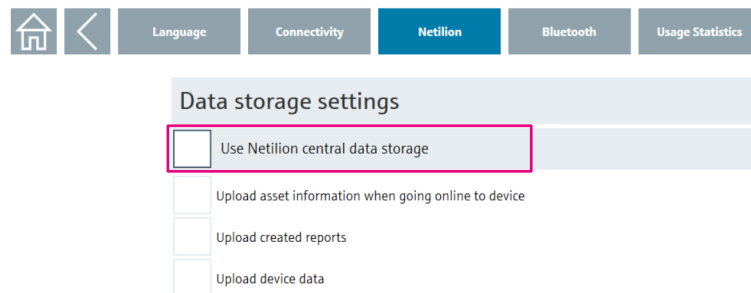 Language Connectivity Netilion Bluetooth Usage Statistics
Data storage settings
Use Netilion central data storage
Upload asset information when going online to device
Upload created reports
Upload device data